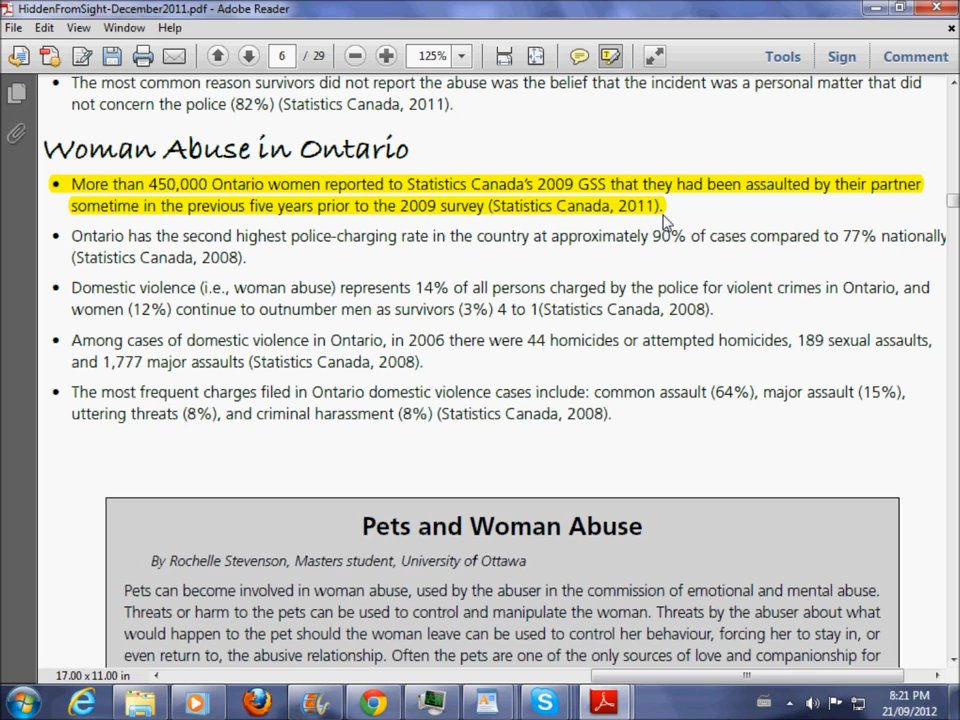 HiddenFromSight-December2011.pdf - Adobe Reader
File Edit View Window Help
6 / 29 125% Tools Sign Comment
• The most common reason survivors did not report the abuse was the belief that the incident was a personal matter that did
not concern the police (82%) (Statistics Canada, 2011).
Woman Abuse in Ontario
• More than 450,000 Ontario women reported to Statistics Canada's 2009 GSS that they had been assaulted by their partner
sometime in the previous five years prior to the 2009 survey (Statistics Canada, 2011).
• Ontario has the second highest police-charging rate in the country at approximately 90% of cases compared to 77% nationally
(Statistics Canada, 2008).
• Domestic violence (i.e., woman abuse) represents 14% of all persons charged by the police for violent crimes in Ontario, and
women (12%) continue to outnumber men as survivors (3%) 4 to 1(Statistics Canada, 2008).
• Among cases of domestic violence in Ontario, in 2006 there were 44 homicides or attempted homicides, 189 sexual assaults,
and 1,777 major assaults (Statistics Canada, 2008).
• The most frequent charges filed in Ontario domestic violence cases include: common assault (64%), major assault (15%),
uttering threats (8%), and criminal harassment (8%) (Statistics Canada, 2008).
Pets and Woman Abuse
By Rochelle Stevenson, Masters student, University of Ottawa
Pets can become involved in woman abuse, used by the abuser in the commission of emotional and mental abuse.
Threats or harm to the pets can be used to control and manipulate the woman. Threats by the abuser about what
would happen to the pet should the woman leave can be used to control her behaviour, forcing her to stay in, or
even return to, the abusive relationship. Often the pets are one of the only sources of love and companionship for
17.00 x 11.00 in
8:21 PM
21/09/2012